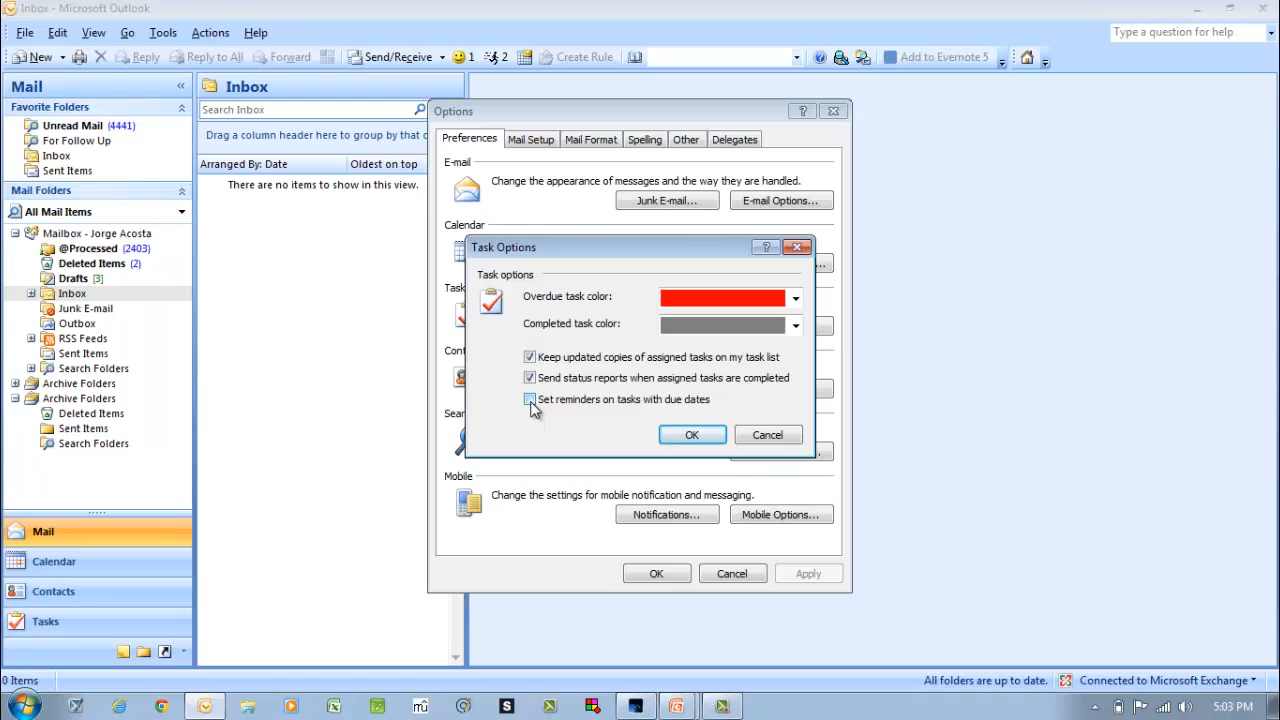 Inbox - Microsoft Outlook
File Edit View Go Tools Actions Help
Type a question for help
New Reply Reply to All Forward Send/Receive 1 2 Create Rule Add to Evernote 5
Mail «
Favorite Folders
Unread Mail (4441)
For Follow Up
Inbox
Sent Items
Mail Folders
All Mail Items
Mailbox - Jorge Acosta
@Processed (2403)
Deleted Items (2)
Drafts [3]
Inbox
Junk E-mail
Outbox
RSS Feeds
Sent Items
Search Folders
Archive Folders
Archive Folders
Deleted Items
Sent Items
Search Folders
Mail
Calendar
Contacts
Tasks
Inbox
Search Inbox
Drag a column header here to group by that c
Arranged By: Date Oldest on top
There are no items to show in this view.
Options
Preferences Mail Setup Mail Format Spelling Other Delegates
E-mail
Change the appearance of messages and the way they are handled.
Junk E-mail... E-mail Options...
Calendar
Tas
Cont
Sear
Task Options
Task options
Overdue task color:
Completed task color:
Keep updated copies of assigned tasks on my task list
Send status reports when assigned tasks are completed
Set reminders on tasks with due dates
OK Cancel
Mobile
Change the settings for mobile notification and messaging.
Notifications... Mobile Options...
OK Cancel Apply
0 Items
All folders are up to date. Connected to Microsoft Exchange
5:03 PM